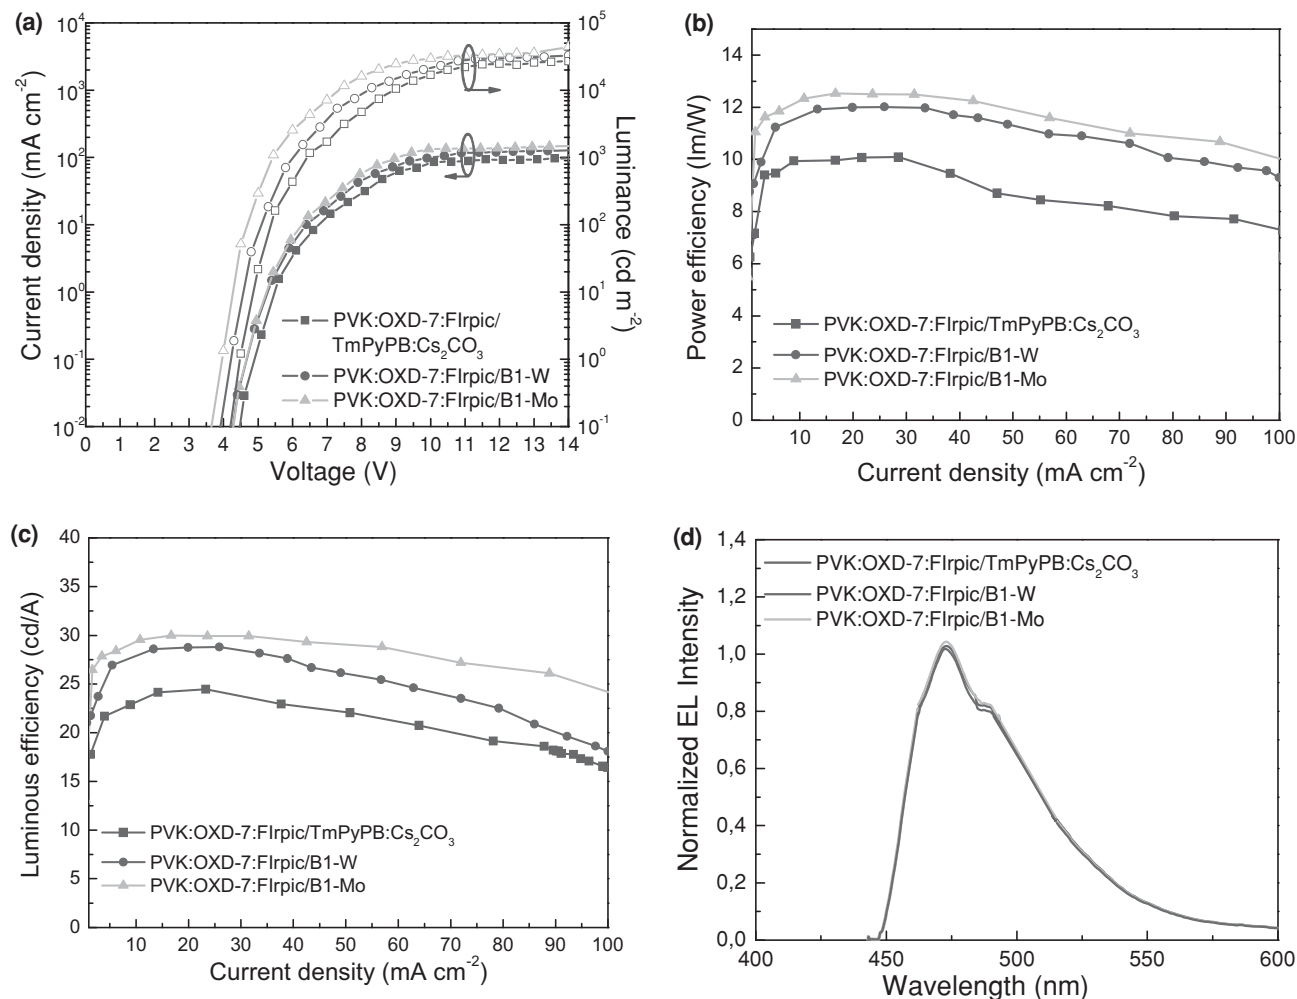 (a)
10^5
10^4
10^3
10^2
10^1
10^0
10^-1
Luminance (cd m^-2)
10^4
10^3
10^2
10^1
10^0
10^-1
10^-2
Current density (mA cm^-2)
PVK:OXD-7:FIrpic/
TmPyPB:Cs2CO3
PVK:OXD-7:FIrpic/B1-W
PVK:OXD-7:FIrpic/B1-Mo
0 1 2 3 4 5 6 7 8 9 10 11 12 13 14
Voltage (V)
(b)
14
12
10
8
6
4
2
0
Power efficiency (lm/W)
PVK:OXD-7:FIrpic/TmPyPB:Cs2CO3
PVK:OXD-7:FIrpic/B1-W
PVK:OXD-7:FIrpic/B1-Mo
10 20 30 40 50 60 70 80 90 100
Current density (mA cm^-2)
(c)
40
35
30
25
20
15
10
5
0
Luminous efficiency (cd/A)
PVK:OXD-7:FIrpic/TmPyPB:Cs2CO3
PVK:OXD-7:FIrpic/B1-W
PVK:OXD-7:FIrpic/B1-Mo
10 20 30 40 50 60 70 80 90 100
Current density (mA cm^-2)
(d)
1,4
1,2
1,0
0,8
0,6
0,4
0,2
0,0
Normalized EL Intensity
PVK:OXD-7:FIrpic/TmPyPB:Cs2CO3
PVK:OXD-7:FIrpic/B1-W
PVK:OXD-7:FIrpic/B1-Mo
400 450 500 550 600
Wavelength (nm)